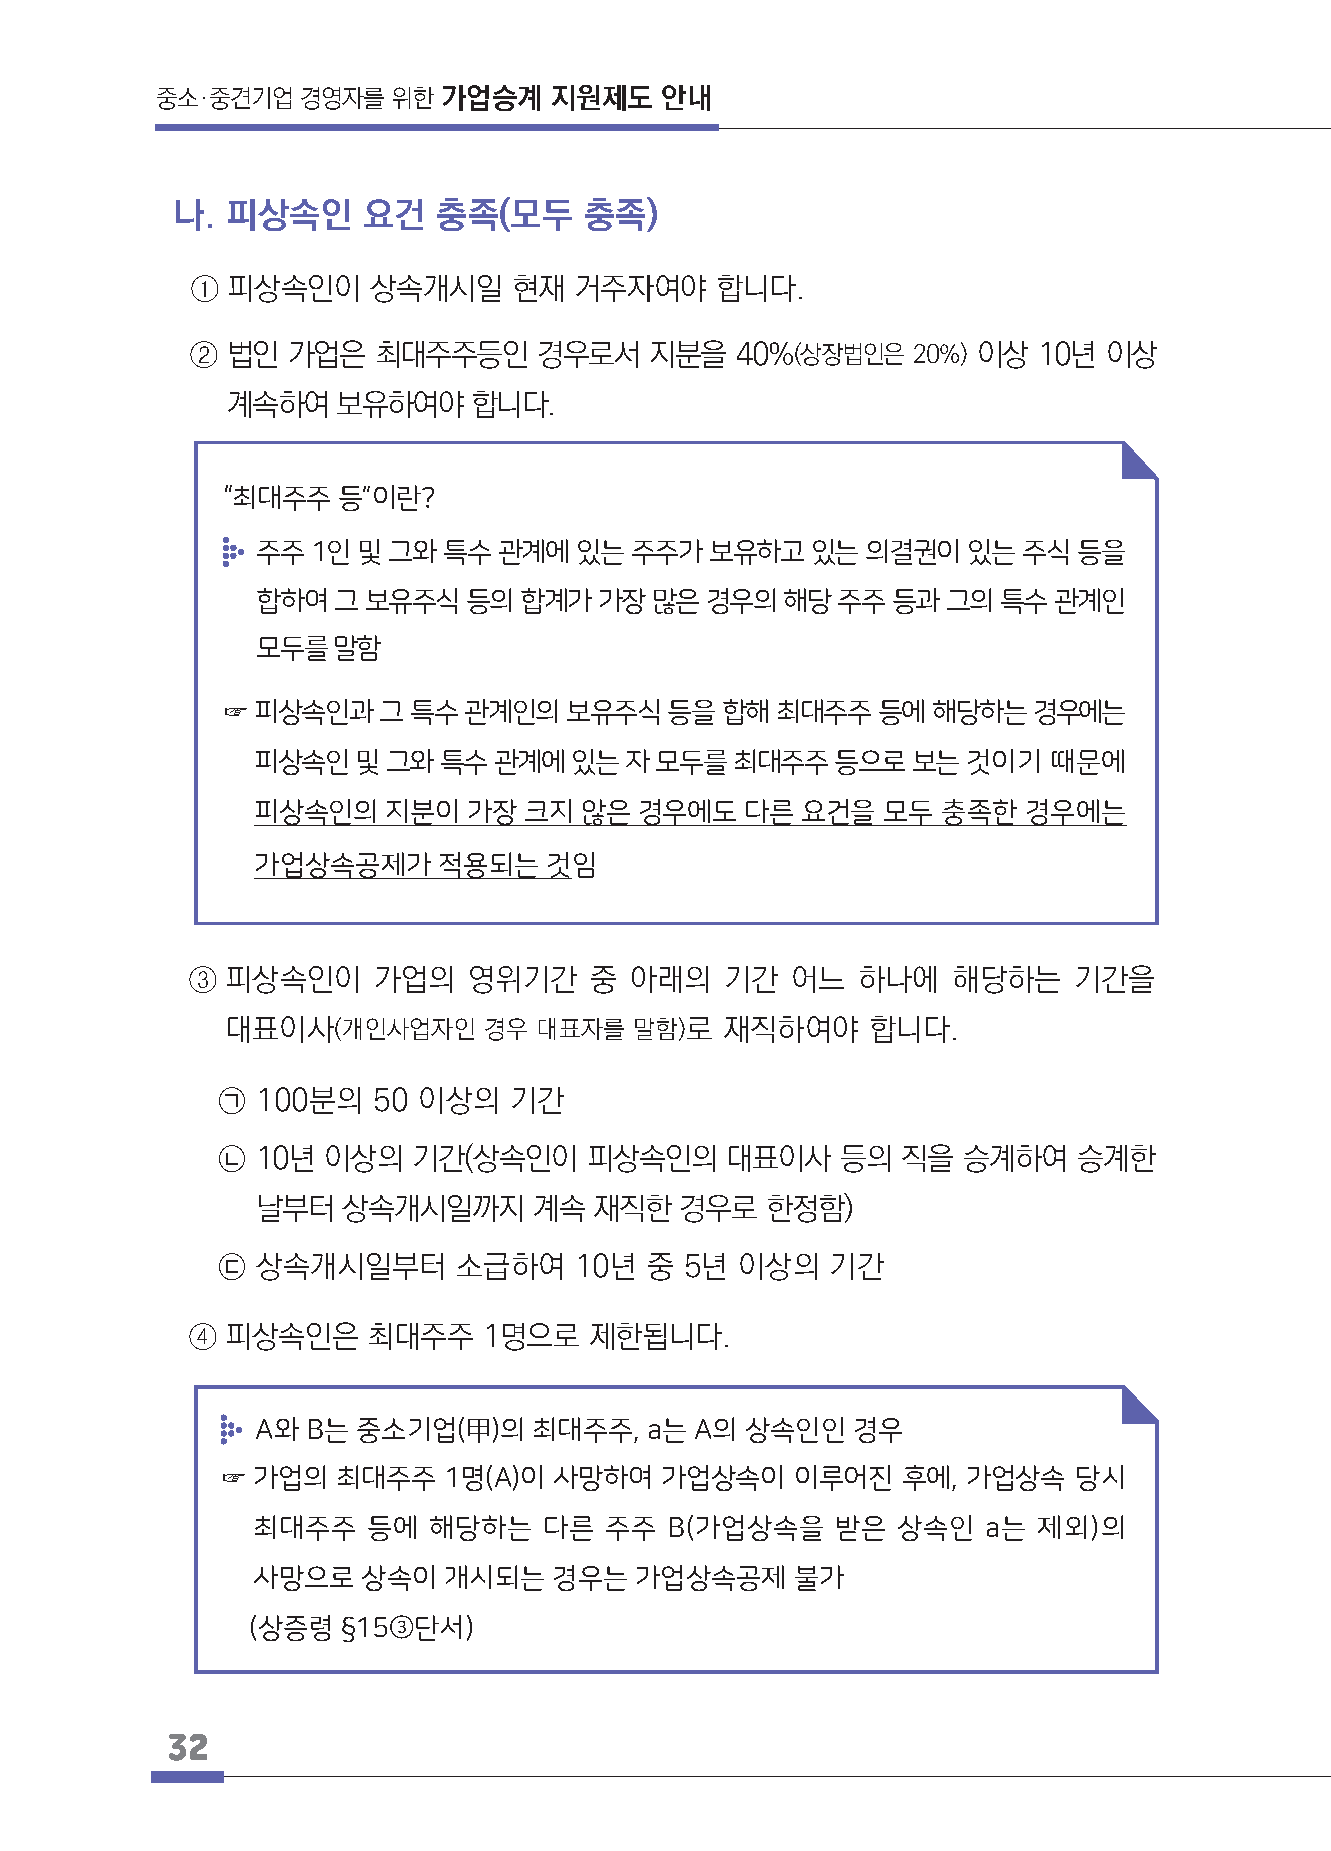 중소·중견기업 경영자를 위한 가업승계 지원제도 안내
나. 피상속인 요건 충족(모두 충족)
① 피상속인이 상속개시일 현재 거주자여야 합니다.
② 법인 가업은 최대주주등인 경우로서 지분을 40%(상장법인은 20%) 이상 10년 이상
계속하여 보유하여야 합니다.
“최대주주 등“이란?
주주 1인 및 그와 특수 관계에 있는 주주가 보유하고 있는 의결권이 있는 주식 등을
합하여 그 보유주식 등의 합계가 가장 많은 경우의 해당 주주 등과 그의 특수 관계인
모두를 말함
☞ 피상속인과 그 특수 관계인의 보유주식 등을 합해 최대주주 등에 해당하는 경우에는
피상속인 및 그와 특수 관계에 있는 자 모두를 최대주주 등으로 보는 것이기 때문에
피상속인의 지분이 가장 크지 않은 경우에도 다른 요건을 모두 충족한 경우에는
가업상속공제가 적용되는 것임
③ 피상속인이 가업의 영위기간 중 아래의 기간 어느 하나에 해당하는 기간을
대표이사(개인사업자인 경우 대표자를 말함)로 재직하여야 합니다.
㉠ 100분의 50 이상의 기간
㉡ 10년 이상의 기간(상속인이 피상속인의 대표이사 등의 직을 승계하여 승계한
날부터 상속개시일까지 계속 재직한 경우로 한정함)
㉢ 상속개시일부터 소급하여 10년 중 5년 이상의 기간
④ 피상속인은 최대주주 1명으로 제한됩니다.
A와 B는 중소기업(甲)의 최대주주, a는 A의 상속인인 경우
☞ 가업의 최대주주 1명(A)이 사망하여 가업상속이 이루어진 후에, 가업상속 당시
최대주주 등에 해당하는 다른 주주 B(가업상속을 받은 상속인 a는 제외)의
사망으로 상속이 개시되는 경우는 가업상속공제 불가
(상증령 §15③단서)
32